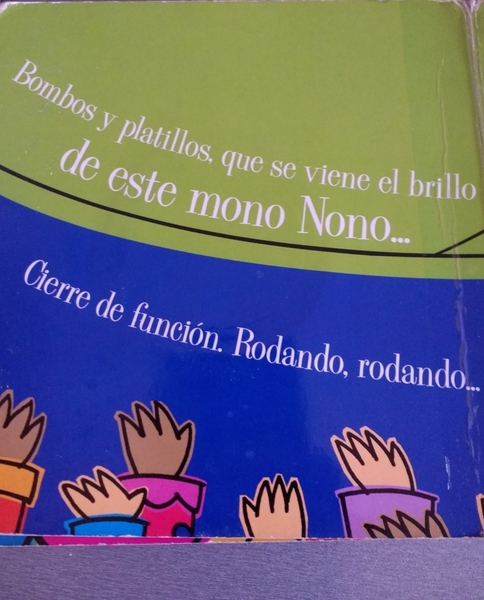 Bombos y platillos, que se viene el brillo
de este mono Nono...
Cierre de función. Rodando, rodando...